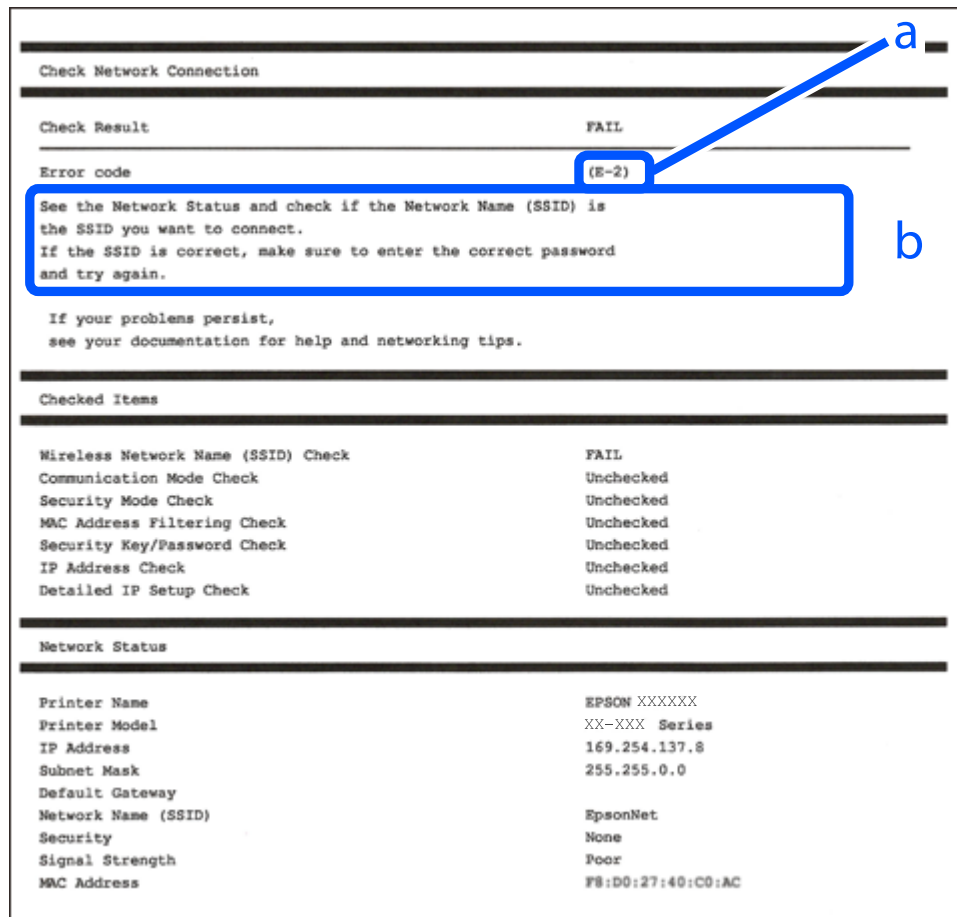 a
Check Network Connection
Check Result FAIL
Error code (E-2)
See the Network Status and check if the Network Name (SSID) is
the SSID you want to connect.
If the SSID is correct, make sure to enter the correct password
and try again.
b
If your problems persist,
see your documentation for help and networking tips.
Checked Items
Wireless Network Name (SSID) Check FAIL
Communication Mode Check Unchecked
Security Mode Check Unchecked
MAC Address Filtering Check Unchecked
Security Key/Password Check Unchecked
IP Address Check Unchecked
Detailed IP Setup Check Unchecked
Network Status
Printer Name EPSON XXXXXX
Printer Model XX-XXX Series
IP Address 169.254.137.8
Subnet Mask 255.255.0.0
Default Gateway
Network Name (SSID) EpsonNet
Security None
Signal Strength Poor
MAC Address F8:D0:27:40:C0:AC